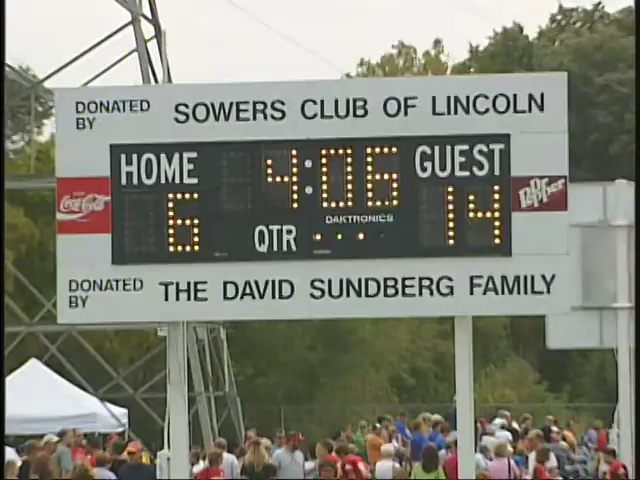 DONATED BY
SOWERS CLUB OF LINCOLN
HOME 4:06 GUEST
Coca-Cola
Dr Pepper
6 14
DAKTRONICS
QTR
DONATED BY
THE DAVID SUNDBERG FAMILY